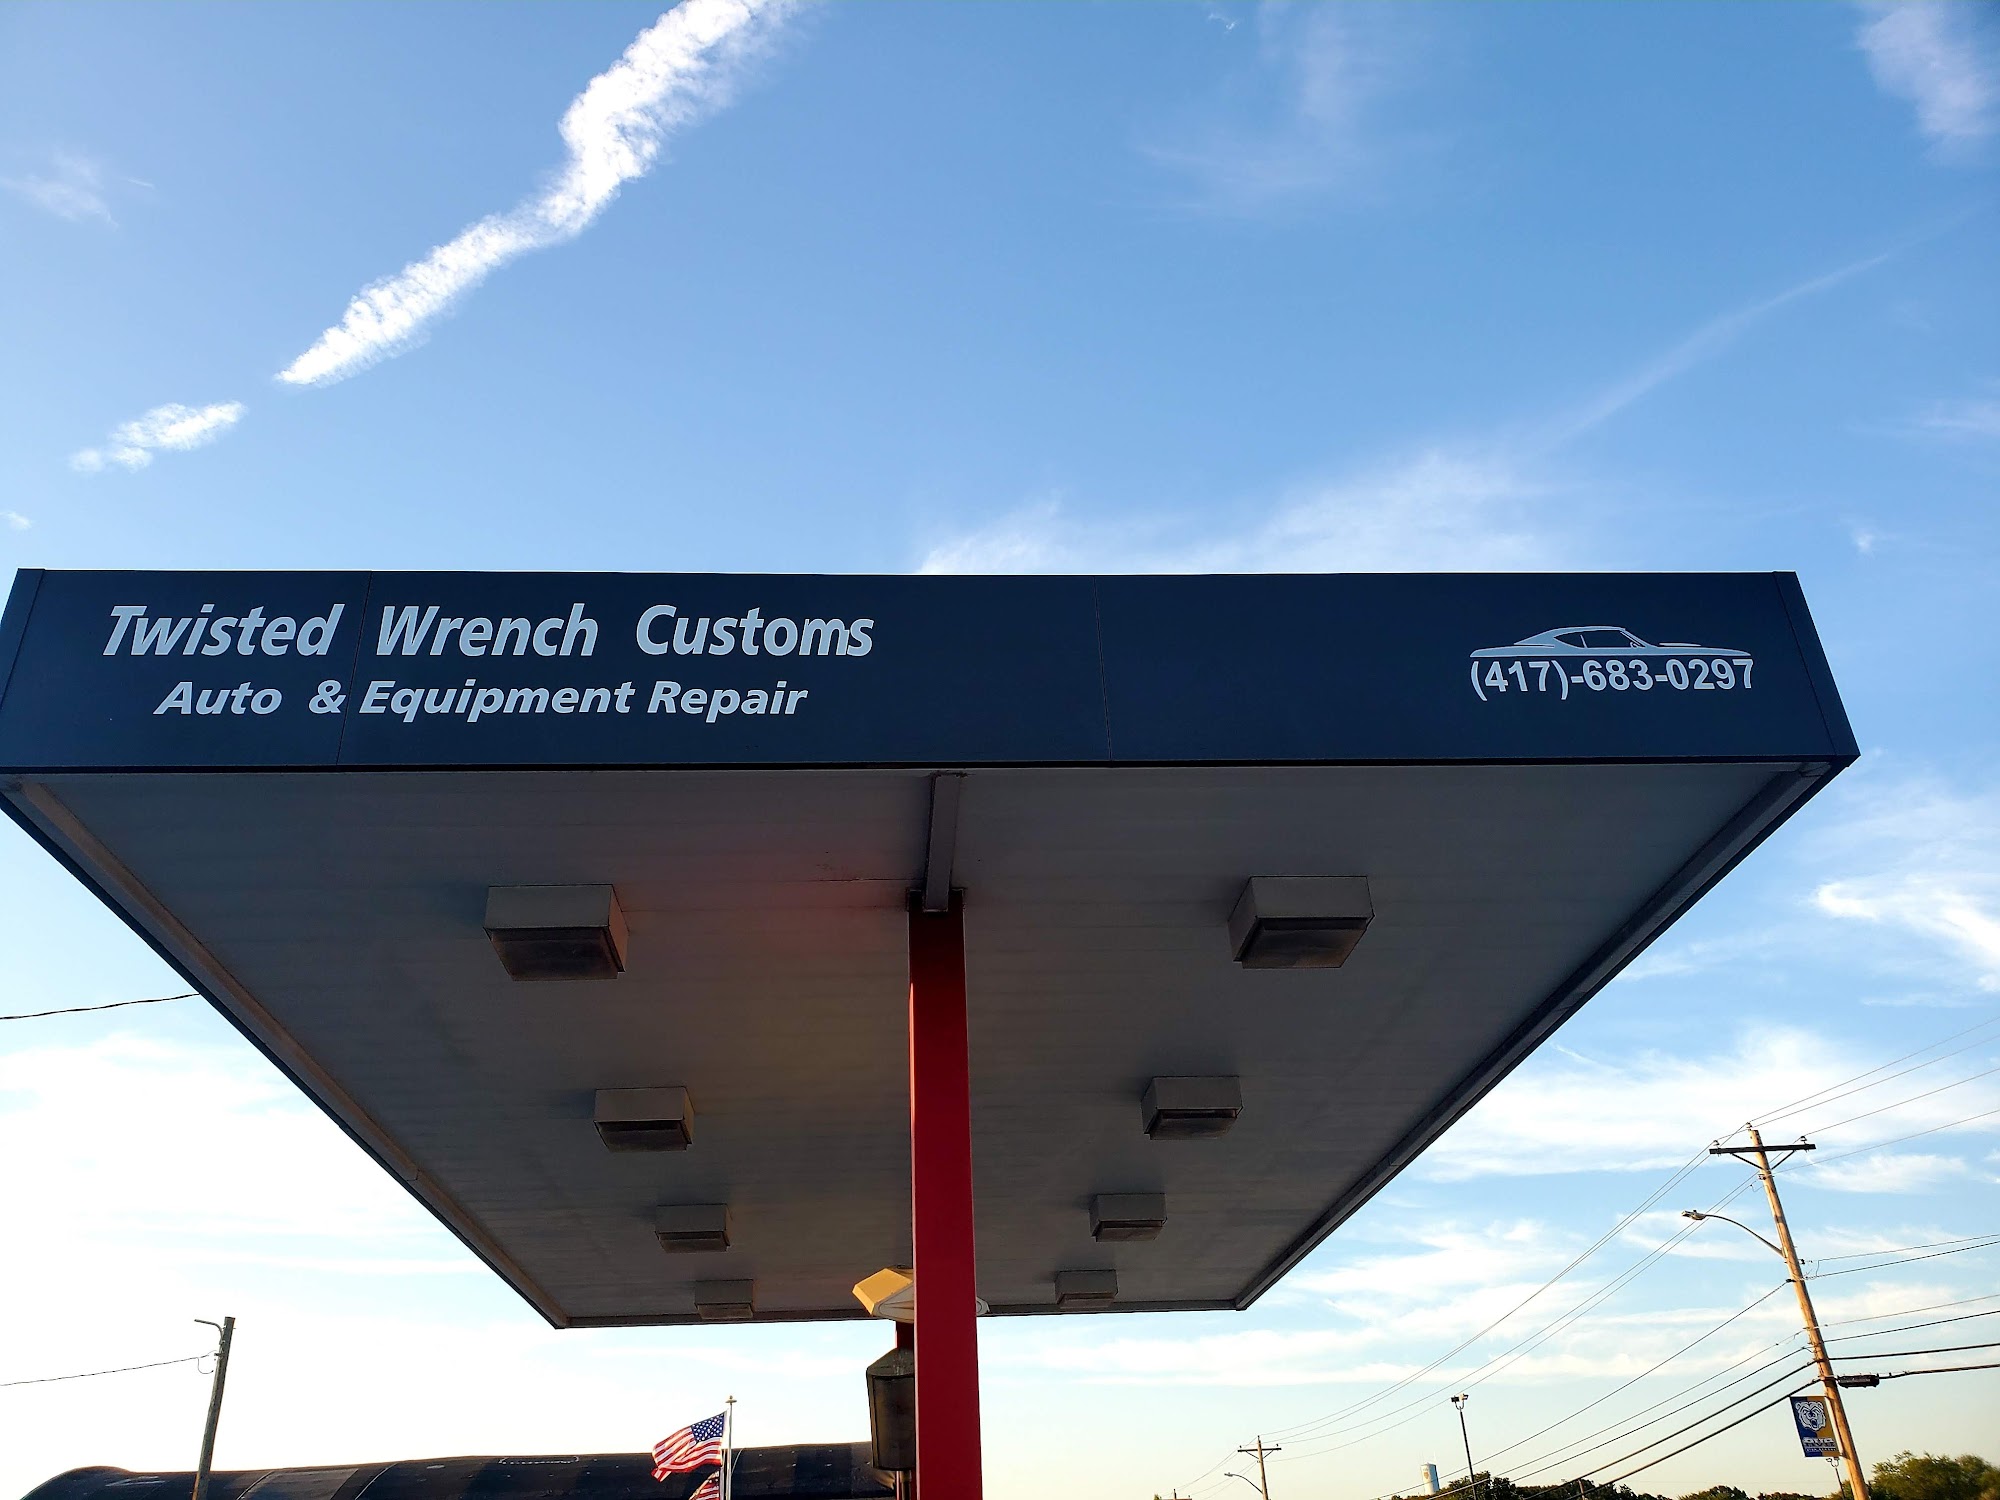 Twisted Wrench Customs
Auto & Equipment Repair
(417)-683-0297